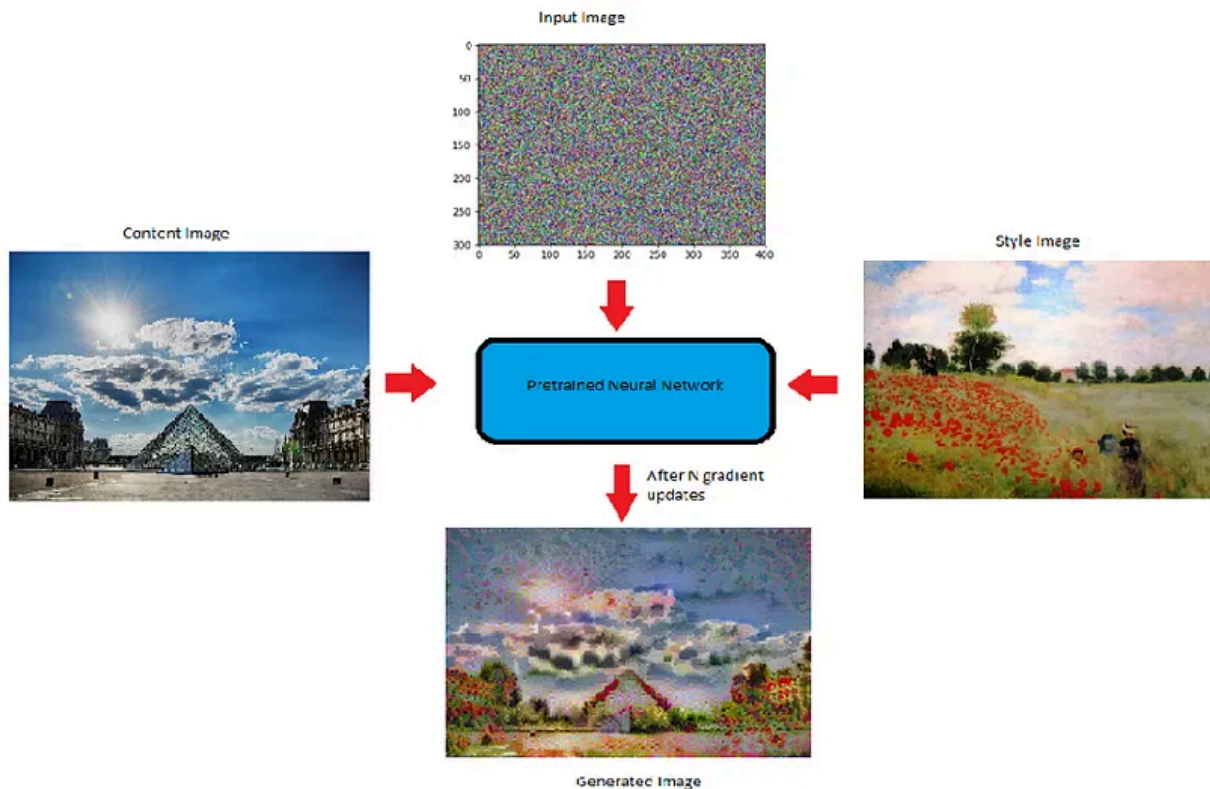 Input Image
0
50
100
150
200
250
300
0 50 100 150 200 250 300 350 400
Content Image
Style Image
Pretrained Neural Network
After N gradient
updates
Generated Image